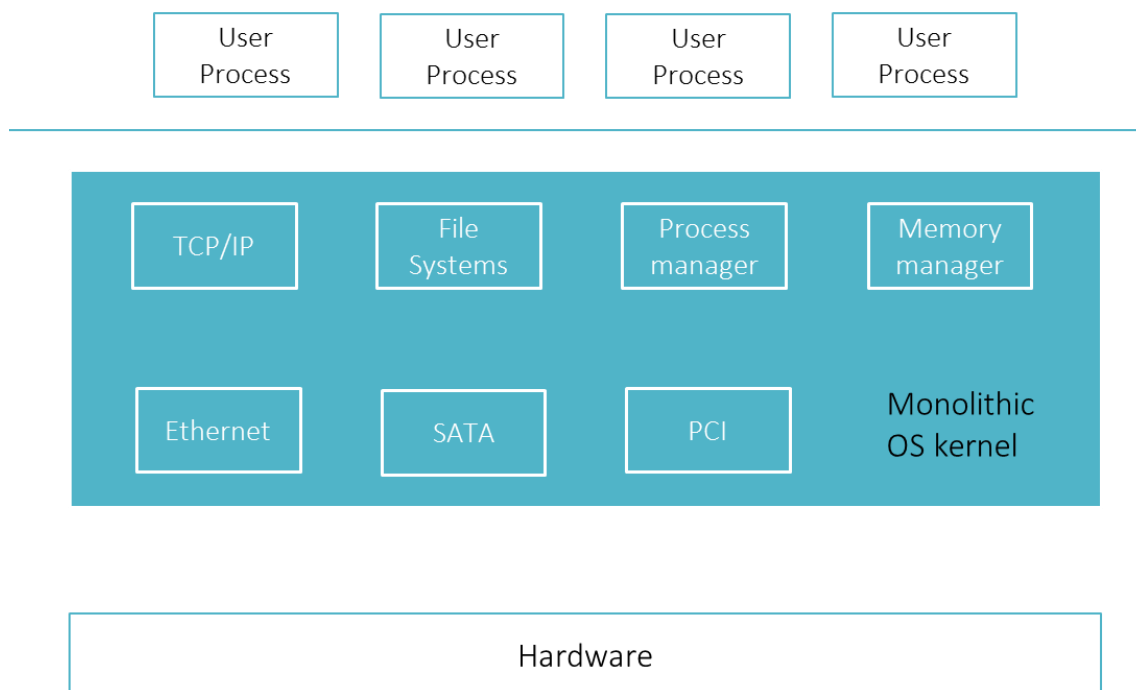 User
Process
User
Process
User
Process
User
Process
TCP/IP
File
Systems
Process
manager
Memory
manager
Ethernet
SATA
PCI
Monolithic
OS kernel
Hardware